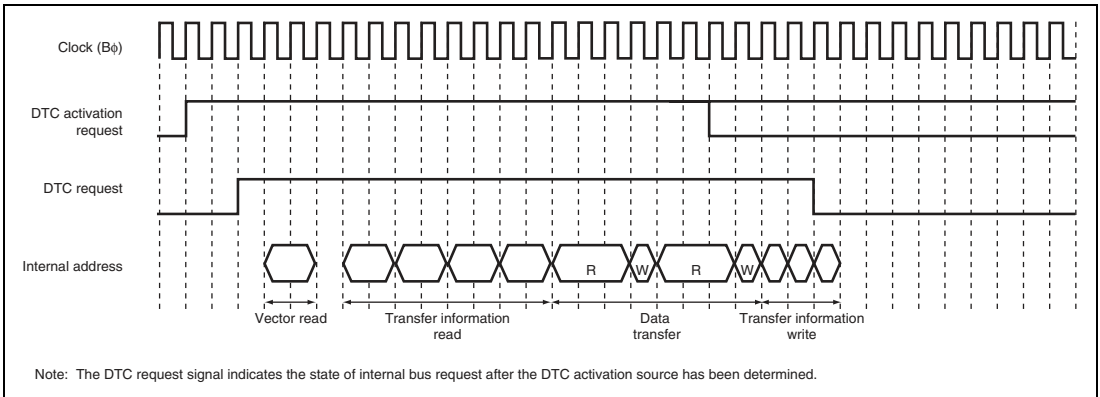 Clock (Bϕ)
DTC activation
request
DTC request
Internal address
R
W
R
W
Vector read
Transfer information
read
Data
transfer
Transfer information
write
Note: The DTC request signal indicates the state of internal bus request after the DTC activation source has been determined.